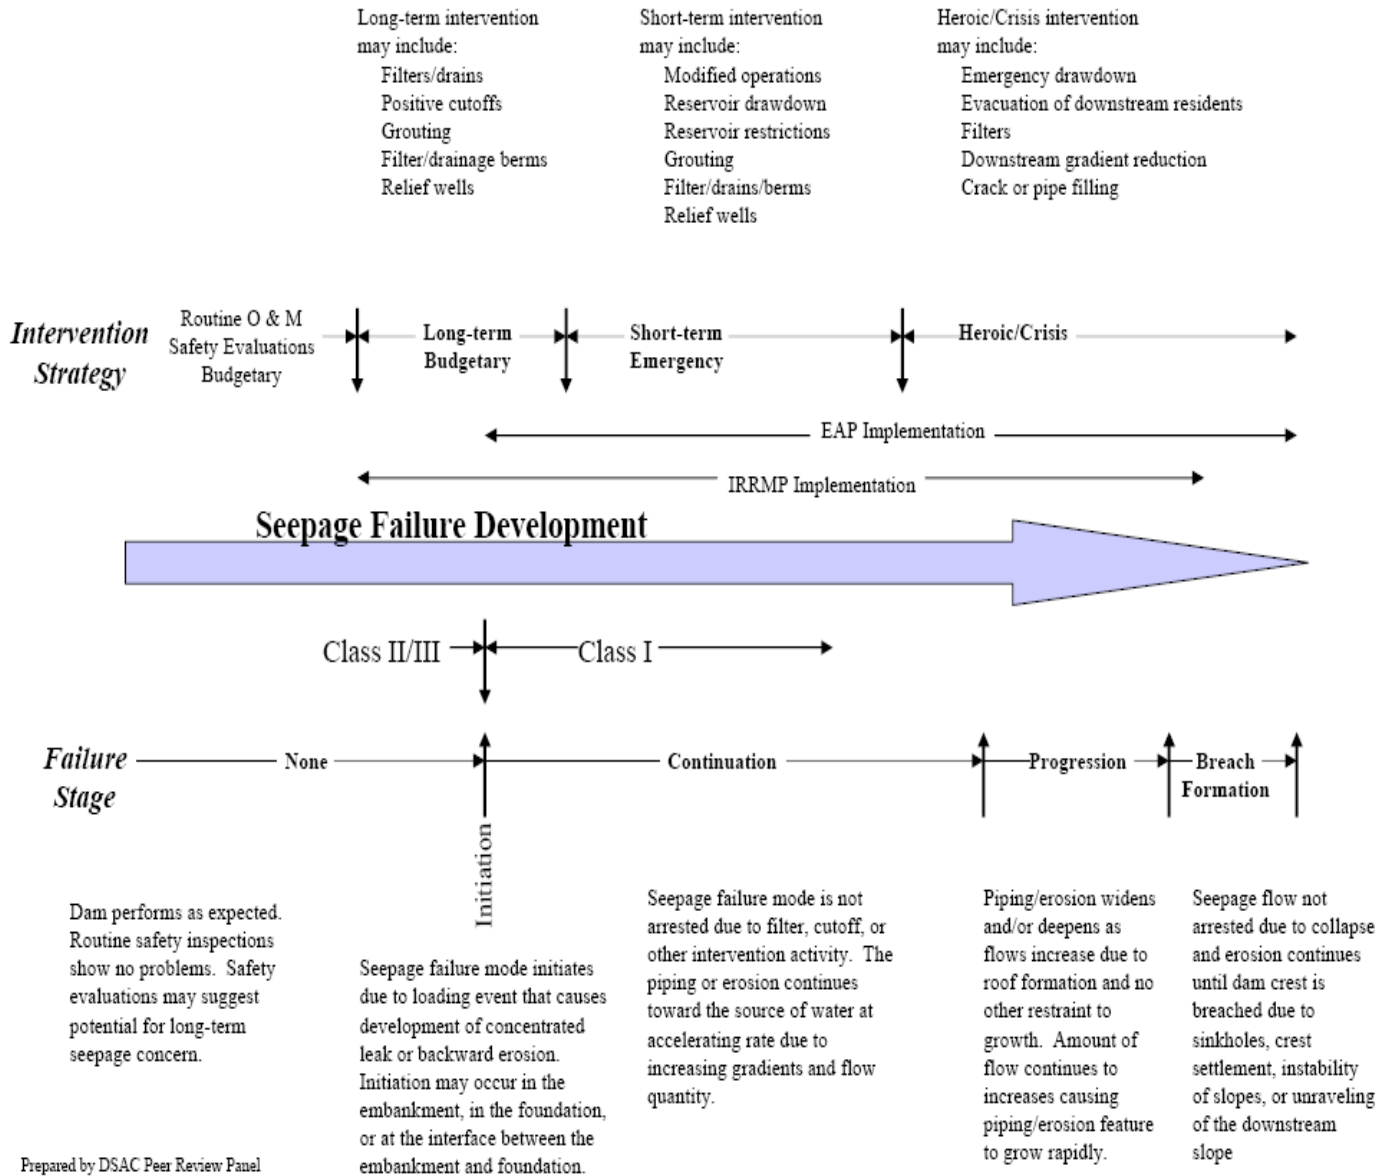 Long-term intervention
may include:
Filters/drains
Positive cutoffs
Grouting
Filter/drainage berms
Relief wells
Short-term intervention
may include:
Modified operations
Reservoir drawdown
Reservoir restrictions
Grouting
Filter/drains/berms
Relief wells
Heroic/Crisis intervention
may include:
Emergency drawdown
Evacuation of downstream residents
Filters
Downstream gradient reduction
Crack or pipe filling
Intervention
Strategy
Routine O & M
Safety Evaluations
Budgetary
Long-term
Budgetary
Short-term
Emergency
Heroic/Crisis
EAP Implementation
IRRMP Implementation
Seepage Failure Development
Class II/III
Class I
Failure
Stage
None
Initiation
Continuation
Progression
Breach
Formation
Dam performs as expected.
Routine safety inspections
show no problems. Safety
evaluations may suggest
potential for long-term
seepage concern.
Seepage failure mode initiates
due to loading event that causes
development of concentrated
leak or backward erosion.
Initiation may occur in the
embankment, in the foundation,
or at the interface between the
embankment and foundation.
Seepage failure mode is not
arrested due to filter, cutoff, or
other intervention activity. The
piping or erosion continues
toward the source of water at
accelerating rate due to
increasing gradients and flow
quantity.
Piping/erosion widens
and/or deepens as
flows increase due to
roof formation and no
other restraint to
growth. Amount of
flow continues to
increases causing
piping/erosion feature
to grow rapidly.
Seepage flow not
arrested due to collapse
and erosion continues
until dam crest is
breached due to
sinkholes, crest
settlement, instability
of slopes, or unraveling
of the downstream
slope
Prepared by DSAC Peer Review Panel